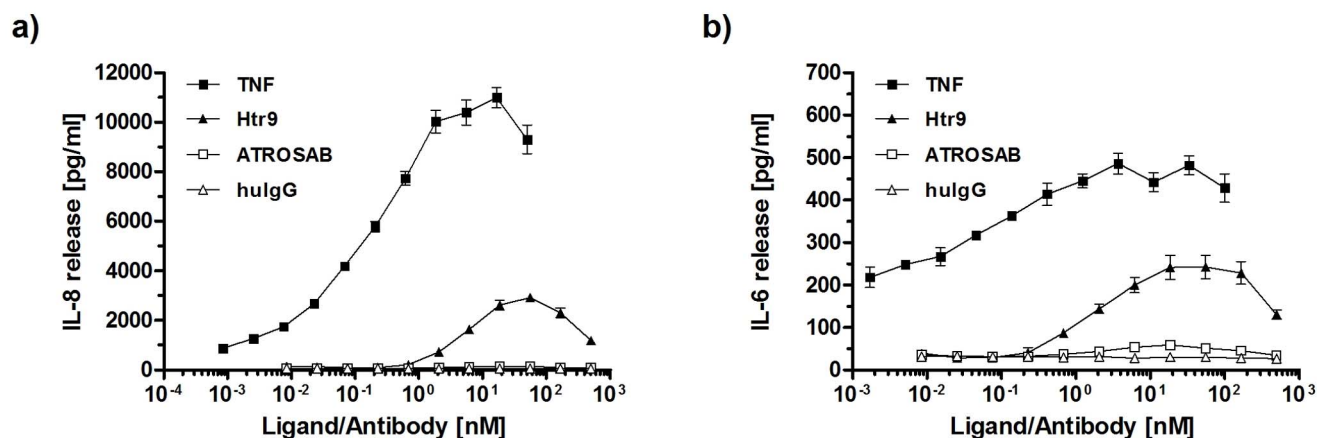 a)
12000
10000
8000
6000
4000
2000
0
IL-8 release [pg/ml]
TNF
Htr9
ATROSAB
huIgG
10-4 10-3 10-2 10-1 100 101 102 103
Ligand/Antibody [nM]
b)
700
600
500
400
300
200
100
0
IL-6 release [pg/ml]
TNF
Htr9
ATROSAB
huIgG
10-3 10-2 10-1 100 101 102 103
Ligand/Antibody [nM]